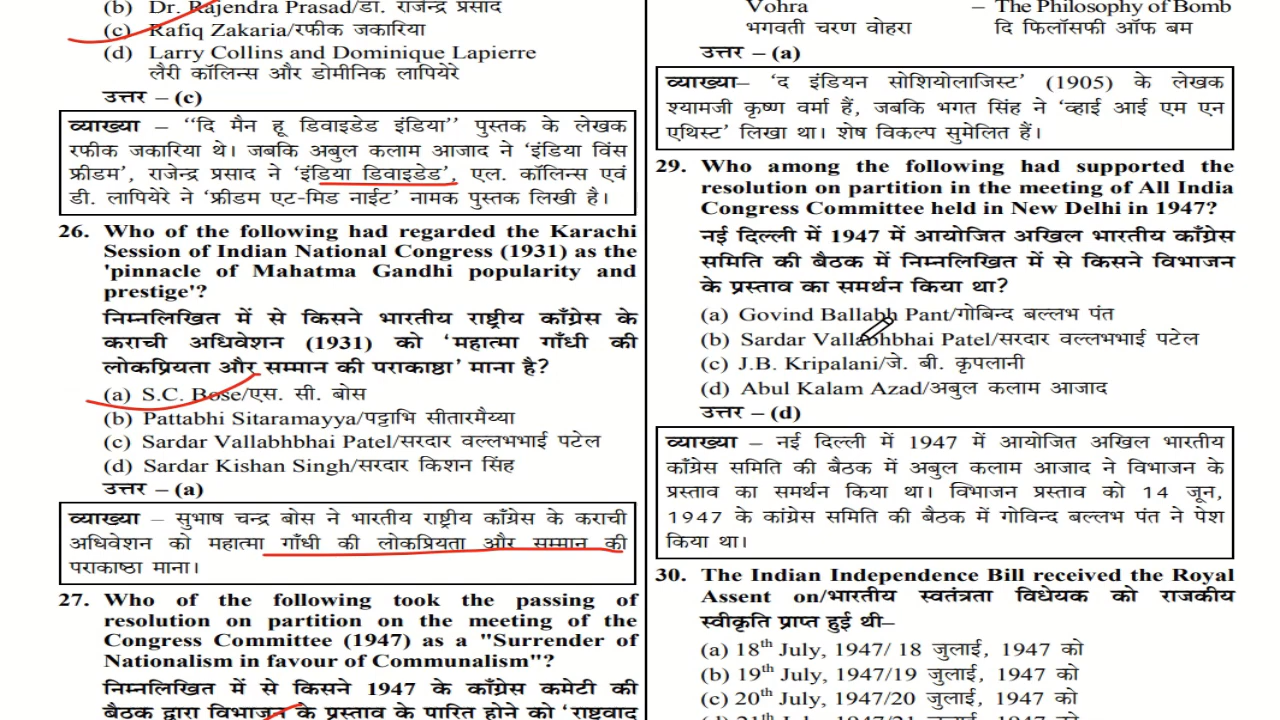 (b) Dr. Rajendra Prasad/डा. राजेन्द्र प्रसाद
(c) Rafiq Zakaria/रफीक जकारिया
(d) Larry Collins and Dominique Lapierre
लैरी कॉलिन्स और डोमीनिक लापियेरे
उत्तर – (c)
व्याख्या – ‘‘दि मैन हू डिवाइडेड इंडिया’’ पुस्तक के लेखक
रफीक जकारिया थे। जबकि अबुल कलाम आजाद ने ‘इंडिया विंस
फ्रीडम’, राजेन्द्र प्रसाद ने ‘इंडिया डिवाइडेड’, एल. कॉलिन्स एवं
डी. लापियेरे ने ‘फ्रीडम एट-मिड नाईट’ नामक पुस्तक लिखी है।
26. Who of the following had regarded the Karachi
Session of Indian National Congress (1931) as the
'pinnacle of Mahatma Gandhi popularity and
prestige'?
निम्नलिखित में से किसने भारतीय राष्ट्रीय काँग्रेस के
कराची अधिवेशन (1931) को ‘महात्मा गाँधी की
लोकप्रियता और सम्मान की पराकाष्ठा’ माना है?
(a) S.C. Bose/एस. सी. बोस
(b) Pattabhi Sitaramayya/पट्टाभि सीतारमैय्या
(c) Sardar Vallabhbhai Patel/सरदार वल्लभभाई पटेल
(d) Sardar Kishan Singh/सरदार किशन सिंह
उत्तर – (a)
व्याख्या – सुभाष चन्द्र बोस ने भारतीय राष्ट्रीय काँग्रेस के कराची
अधिवेशन को महात्मा गाँधी की लोकप्रियता और सम्मान की
पराकाष्ठा माना।
27. Who of the following took the passing of
resolution on partition on the meeting of the
Congress Committee (1947) as a "Surrender of
Nationalism in favour of Communalism"?
निम्नलिखित में से किसने 1947 के काँग्रेस कमेटी की
बैठक द्वारा विभाजन के प्रस्ताव के पारित होने को ‘राष्ट्रवाद
Vohra – The Philosophy of Bomb
भगवती चरण वोहरा दि फिलॉसफी ऑफ बम
उत्तर – (a)
व्याख्या– ‘द इंडियन सोशियोलाजिस्ट’ (1905) के लेखक
श्यामजी कृष्ण वर्मा हैं, जबकि भगत सिंह ने ‘व्हाई आई एम एन
एथिस्ट’ लिखा था। शेष विकल्प सुमेलित हैं।
29. Who among the following had supported the
resolution on partition in the meeting of All India
Congress Committee held in New Delhi in 1947?
नई दिल्ली में 1947 में आयोजित अखिल भारतीय काँग्रेस
समिति की बैठक में निम्नलिखित में से किसने विभाजन
के प्रस्ताव का समर्थन किया था?
(a) Govind Ballabh Pant/गोबिन्द बल्लभ पंत
(b) Sardar Vallabhbhai Patel/सरदार वल्लभभाई पटेल
(c) J.B. Kripalani/जे. बी. कृपलानी
(d) Abul Kalam Azad/अबुल कलाम आजाद
उत्तर – (d)
व्याख्या – नई दिल्ली में 1947 में आयोजित अखिल भारतीय
काँग्रेस समिति की बैठक में अबुल कलाम आजाद ने विभाजन के
प्रस्ताव का समर्थन किया था। विभाजन प्रस्ताव को 14 जून,
1947 के कांग्रेस समिति की बैठक में गोविन्द बल्लभ पंत ने पेश
किया था।
30. The Indian Independence Bill received the Royal
Assent on/भारतीय स्वतंत्रता विधेयक को राजकीय
स्वीकृति प्राप्त हुई थी–
(a) 18th July, 1947/ 18 जुलाई, 1947 को
(b) 19th July, 1947/19 जुलाई, 1947 को
(c) 20th July, 1947/20 जुलाई, 1947 को